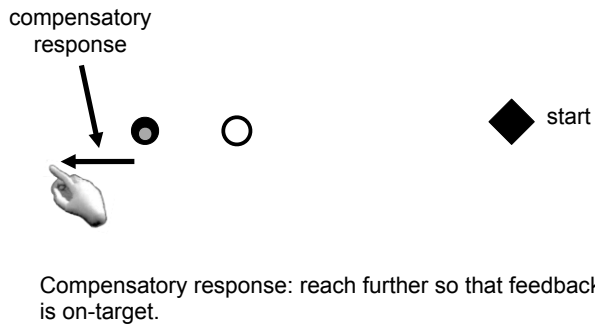 compensatory
response
start
Compensatory response: reach further so that feedback
is on-target.